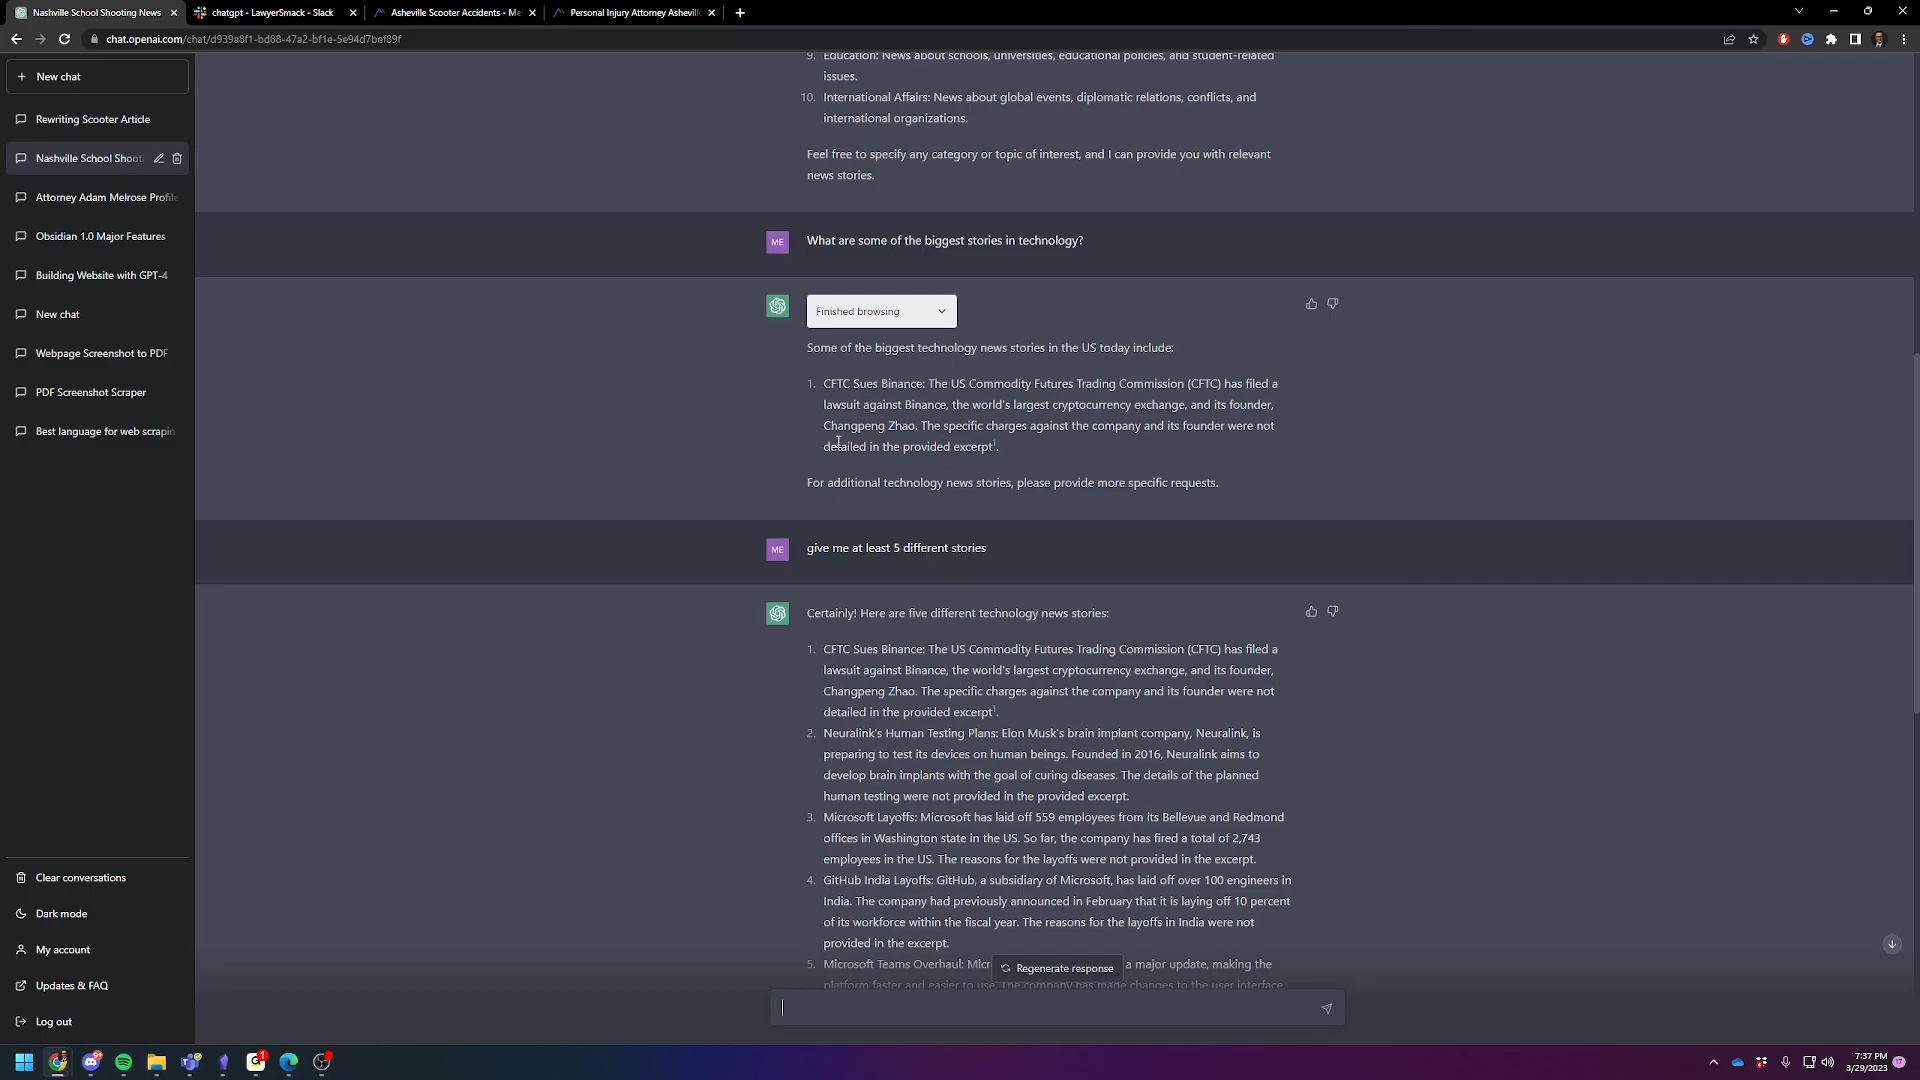 Nashville School Shooting News
chatgpt - LawyerSmack - Slack
Asheville Scooter Accidents - Me
Personal Injury Attorney Asheville
chat.openai.com/chat/d939a8f1-bd88-47a2-bf1e-5e94d7bef89f
New chat
Rewriting Scooter Article
Nashville School Shooti
Attorney Adam Melrose Profile
Obsidian 1.0 Major Features
Building Website with GPT-4
New chat
Webpage Screenshot to PDF
PDF Screenshot Scraper
Best language for web scrapin
Clear conversations
Dark mode
My account
Updates & FAQ
Log out
9. Education: News about schools, universities, educational policies, and student-related
issues.
10. International Affairs: News about global events, diplomatic relations, conflicts, and
international organizations.
Feel free to specify any category or topic of interest, and I can provide you with relevant
news stories.
ME
What are some of the biggest stories in technology?
Finished browsing
Some of the biggest technology news stories in the US today include:
1. CFTC Sues Binance: The US Commodity Futures Trading Commission (CFTC) has filed a
lawsuit against Binance, the world's largest cryptocurrency exchange, and its founder,
Changpeng Zhao. The specific charges against the company and its founder were not
detailed in the provided excerpt¹.
For additional technology news stories, please provide more specific requests.
ME
give me at least 5 different stories
Certainly! Here are five different technology news stories:
1. CFTC Sues Binance: The US Commodity Futures Trading Commission (CFTC) has filed a
lawsuit against Binance, the world's largest cryptocurrency exchange, and its founder,
Changpeng Zhao. The specific charges against the company and its founder were not
detailed in the provided excerpt¹.
2. Neuralink's Human Testing Plans: Elon Musk's brain implant company, Neuralink, is
preparing to test its devices on human beings. Founded in 2016, Neuralink aims to
develop brain implants with the goal of curing diseases. The details of the planned
human testing were not provided in the provided excerpt.
3. Microsoft Layoffs: Microsoft has laid off 559 employees from its Bellevue and Redmond
offices in Washington state in the US. So far, the company has fired a total of 2,743
employees in the US. The reasons for the layoffs were not provided in the excerpt.
4. GitHub India Layoffs: GitHub, a subsidiary of Microsoft, has laid off over 100 engineers in
India. The company had previously announced in February that it is laying off 10 percent
of its workforce within the fiscal year. The reasons for the layoffs in India were not
provided in the excerpt.
5. Microsoft Teams Overhaul: Micr
a major update, making the
Regenerate response
platform faster and easier to use. The company has made changes to the user interface
7:37 PM
3/29/2023
17